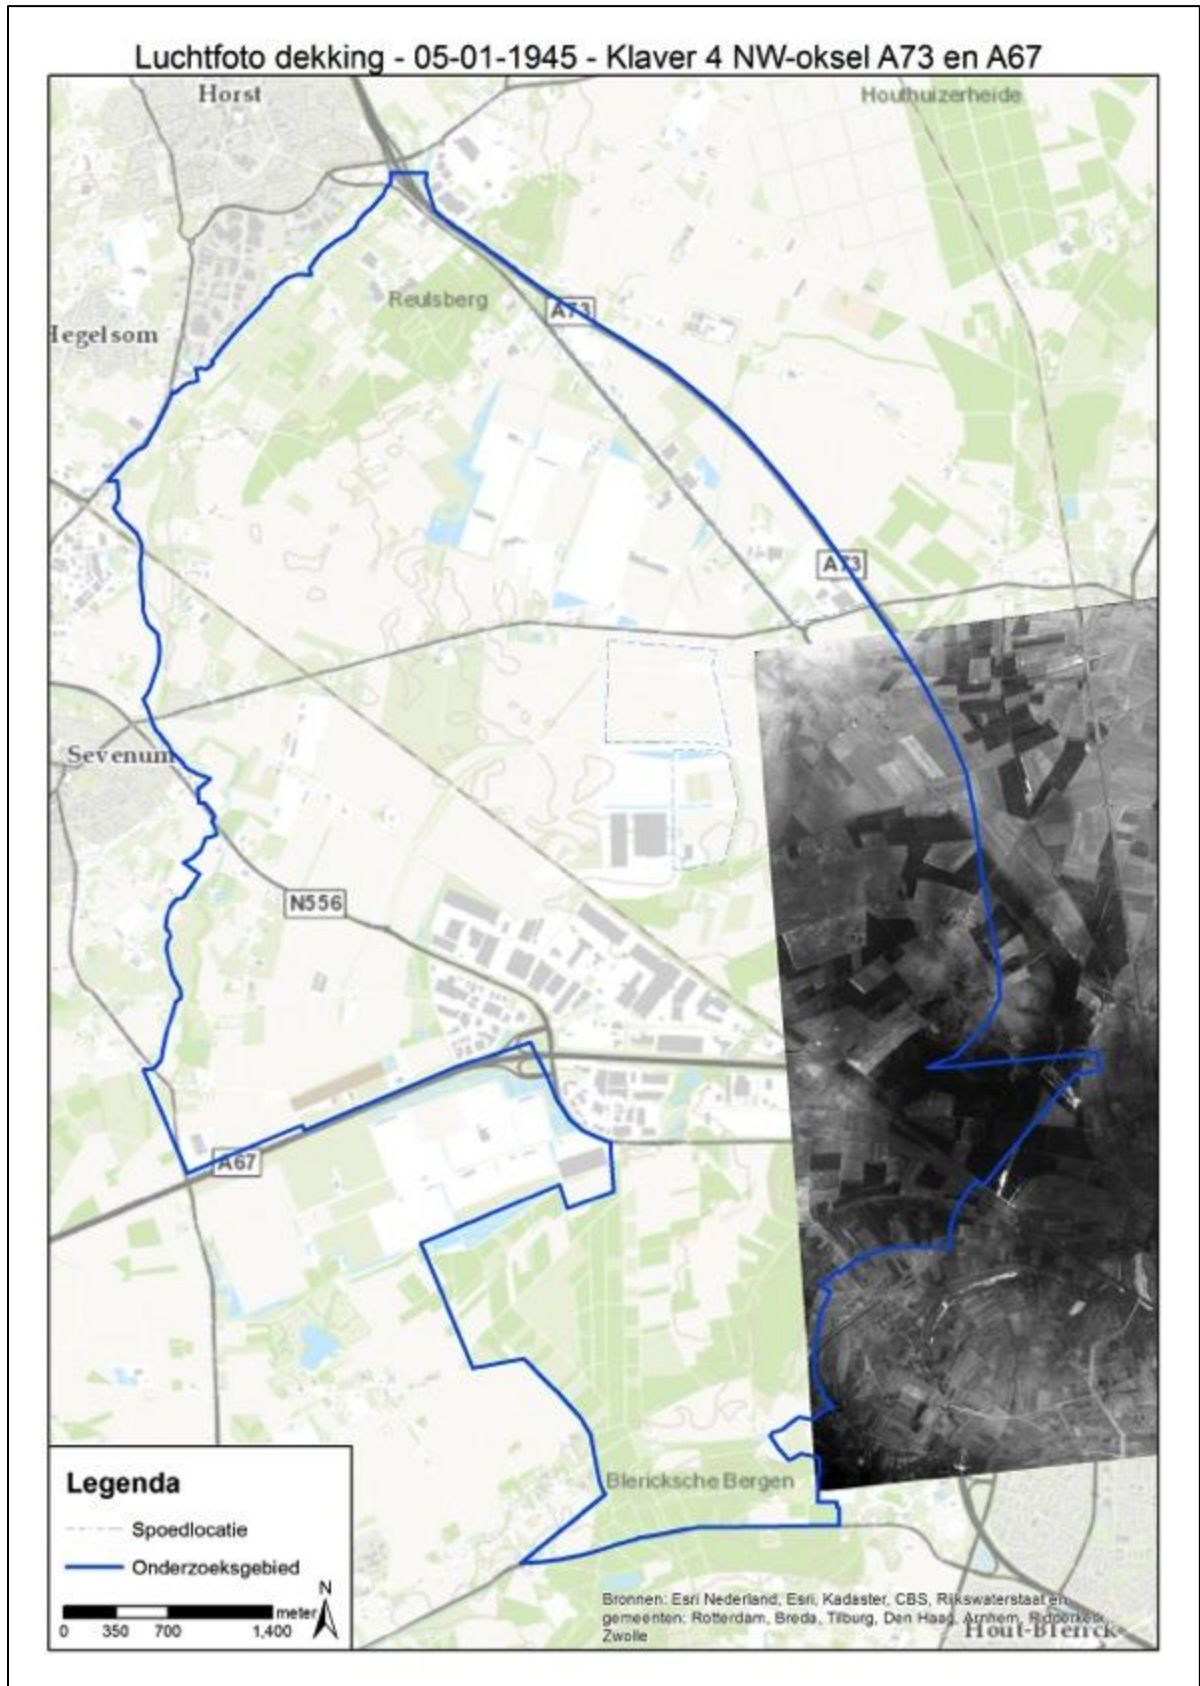 Luchtfoto dekking - 05-01-1945 - Klaver 4 NW-oksel A73 en A67
Horst
Houthuizerheide
Reulsberg
A73
Hegelsom
A73
Sevenum
N556
A67
Blericksche Bergen
Legenda
Spoedlocatie
Onderzoeksgebied
N
meter
0 350 700 1,400
Bronnen: Esri Nederland, Esri, Kadaster, CBS, Rijkswaterstaat en
gemeenten: Rotterdam, Breda, Tilburg, Den Haag, Arnhem, Ridderkerk,
Zwolle
Hout-Blerick